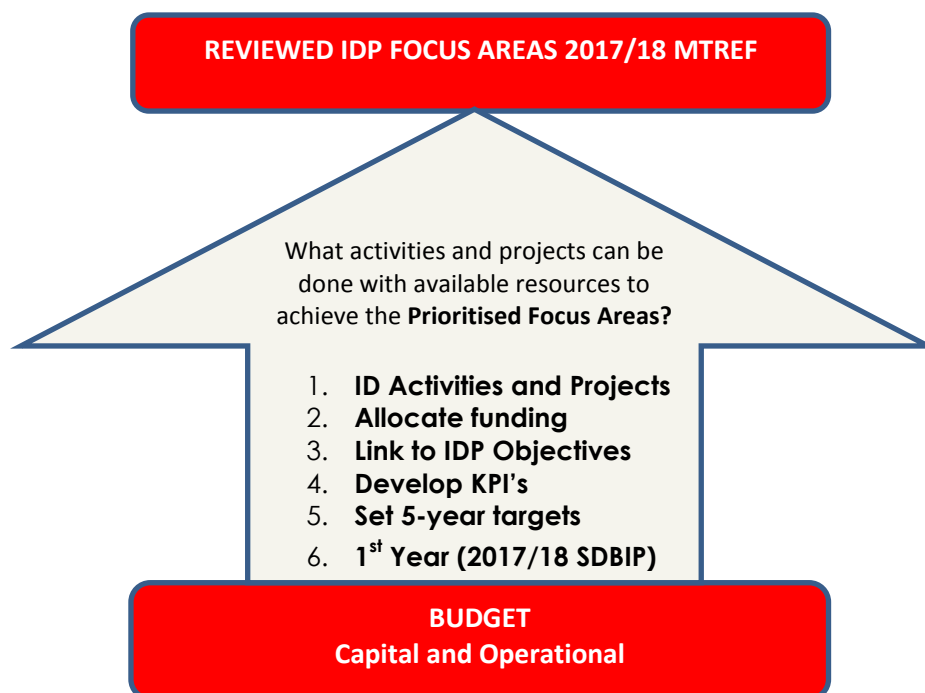 REVIEWED IDP FOCUS AREAS 2017/18 MTREF
What activities and projects can be
done with available resources to
achieve the Prioritised Focus Areas?
1. ID Activities and Projects
2. Allocate funding
3. Link to IDP Objectives
4. Develop KPI's
5. Set 5-year targets
6. 1st Year (2017/18 SDBIP)
BUDGET
Capital and Operational